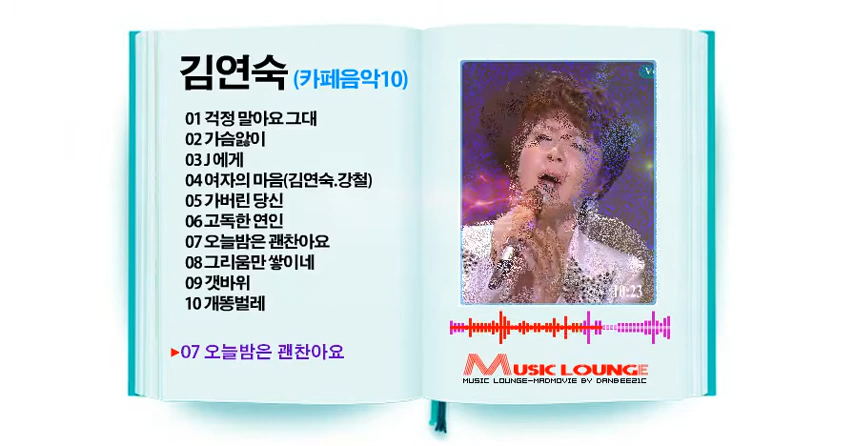 김연숙 (카페음악10)
01 걱정 말아요 그대
02 가슴앓이
03 J 에게
04 여자의 마음(김연숙.강철)
05 가버린 당신
06 고독한 연인
07 오늘밤은 괜찬아요
08 그리움만 쌓이네
09 갯바위
10 개똥벌레
▶07 오늘밤은 괜찬아요
10:23
MUSIC LOUNGE
MUSIC LOUNGE-MADMOVIE BY DANBEE21C